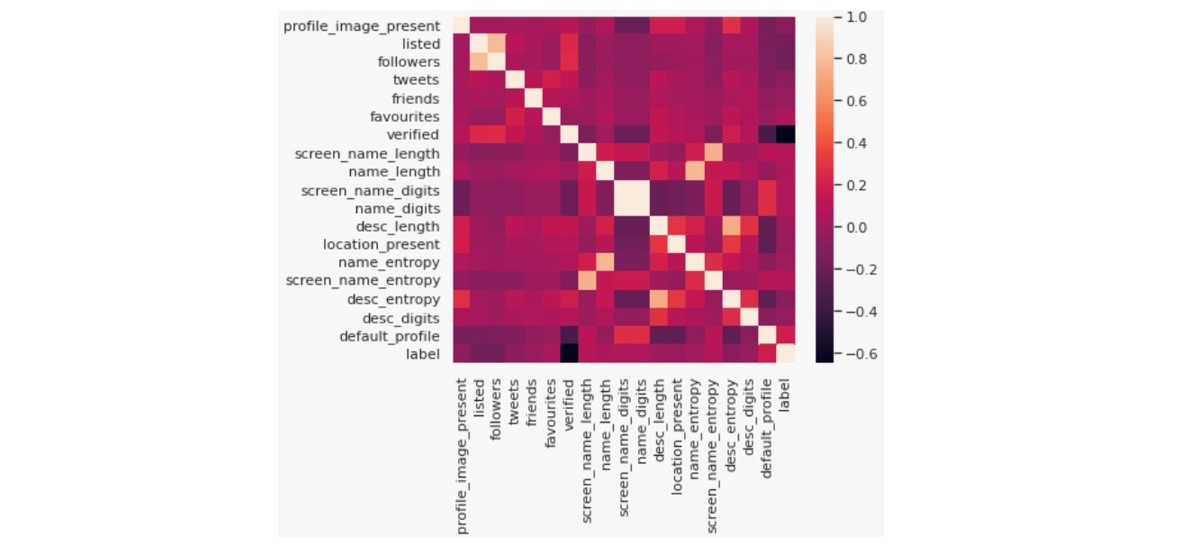 profile_image_present
listed
followers
tweets
friends
favourites
verified
screen_name_length
name_length
screen_name_digits
name_digits
desc_length
location_present
name_entropy
screen_name_entropy
desc_entropy
desc_digits
default_profile
label
1.0
0.8
0.6
0.4
0.2
0.0
−0.2
−0.4
−0.6
profile_image_present
listed
followers
tweets
friends
favourites
verified
screen_name_length
name_length
screen_name_digits
name_digits
desc_length
location_present
name_entropy
screen_name_entropy
desc_entropy
desc_digits
default_profile
label